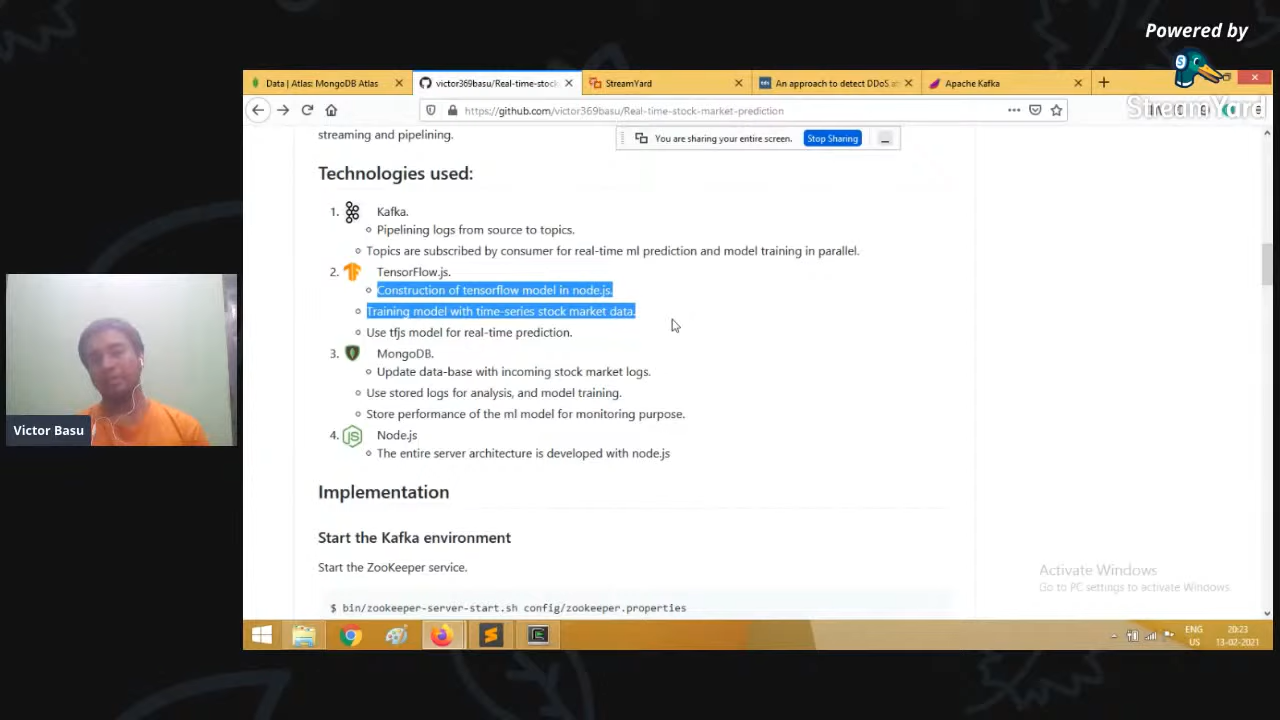 Powered by
StreamYard
Data | Atlas: MongoDB Atlas
victor369basu/Real-time-stock
StreamYard
An approach to detect DDoS a
Apache Kafka
https://github.com/victor369basu/Real-time-stock-market-prediction
You are sharing your entire screen.
Stop Sharing
streaming and pipelining.
Technologies used:
1. Kafka.
Pipelining logs from source to topics.
Topics are subscribed by consumer for real-time ml prediction and model training in parallel.
2. TensorFlow.js.
Construction of tensorflow model in node.js.
Training model with time-series stock market data.
Use tfjs model for real-time prediction.
3. MongoDB.
Update data-base with incoming stock market logs.
Use stored logs for analysis, and model training.
Store performance of the ml model for monitoring purpose.
4. Node.js
The entire server architecture is developed with node.js
Implementation
Start the Kafka environment
Start the ZooKeeper service.
$ bin/zookeeper-server-start.sh config/zookeeper.properties
Victor Basu
Activate Windows
Go to PC settings to activate Windows.
ENG
US
20:23
13-02-2021